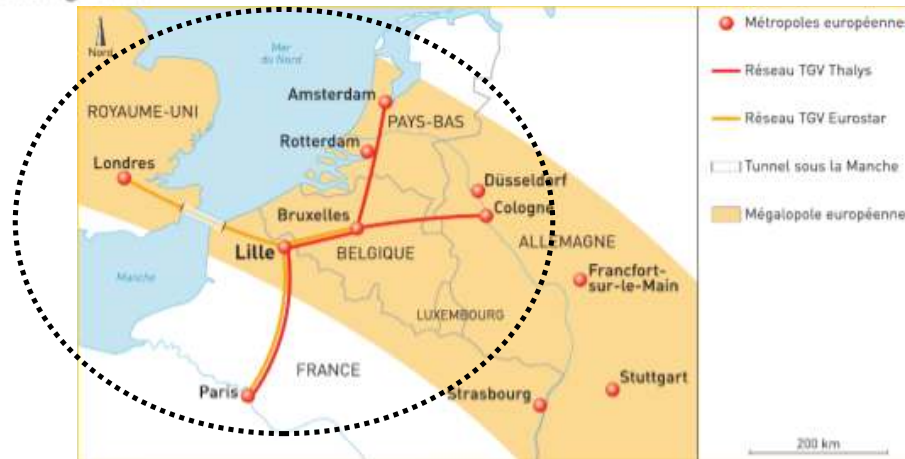 Nord
Mer
du Nord
ROYAUME-UNI
Londres
Amsterdam
PAYS-BAS
Rotterdam
Düsseldorf
Cologne
Bruxelles
Lille
BELGIQUE
ALLEMAGNE
Manche
Francfort-
sur-le-Main
LUXEMBOURG
FRANCE
Paris
Strasbourg
Stuttgart
Métropoles européenne
Réseau TGV Thalys
Réseau TGV Eurostar
Tunnel sous la Manche
Mégalopole européenne
200 km